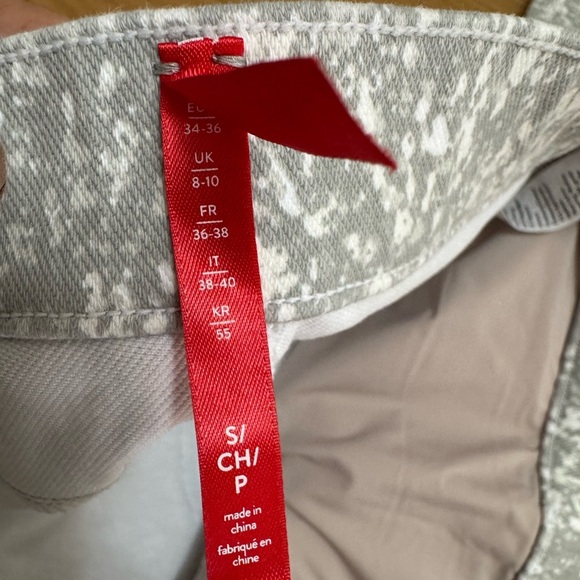 34-36
UK
8-10
FR
36-38
IT
38-40
KR
55
S/
CH/
P
made in
china
fabriqué en
chine